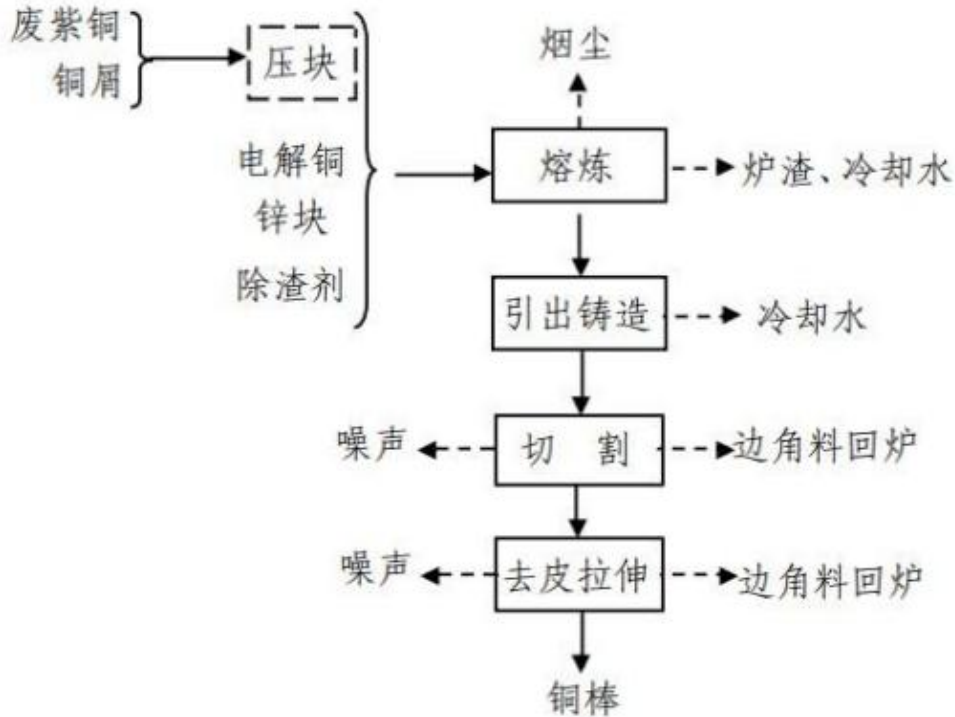 废紫铜
铜屑
压块
电解铜
锌块
除渣剂
烟尘
熔炼
炉渣、冷却水
引出铸造
冷却水
噪声
切 割
边角料回炉
噪声
去皮拉伸
边角料回炉
铜棒